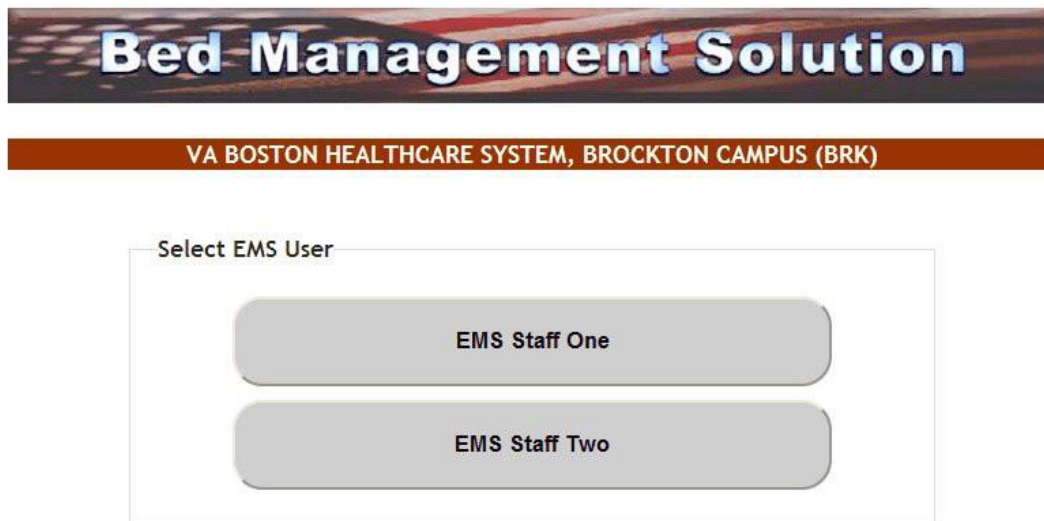 Bed Management Solution
VA BOSTON HEALTHCARE SYSTEM, BROCKTON CAMPUS (BRK)
Select EMS User
EMS Staff One
EMS Staff Two